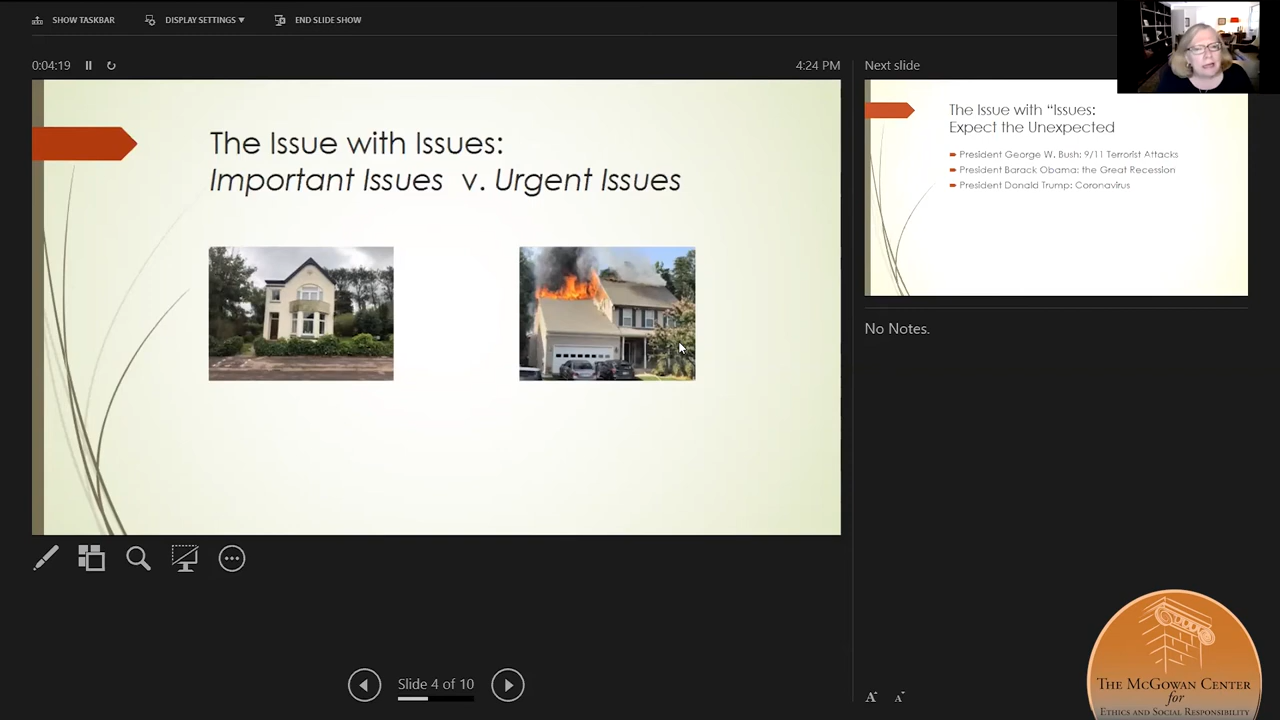 SHOW TASKBAR
DISPLAY SETTINGS ▼
END SLIDE SHOW
0:04:19
4:24 PM
The Issue with Issues:
Important Issues v. Urgent Issues
Next slide
The Issue with “Issues:
Expect the Unexpected
President George W. Bush: 9/11 Terrorist Attacks
President Barack Obama: the Great Recession
President Donald Trump: Coronavirus
No Notes.
Slide 4 of 10
A A
THE MCGOWAN CENTER
for
ETHICS AND SOCIAL RESPONSIBILITY